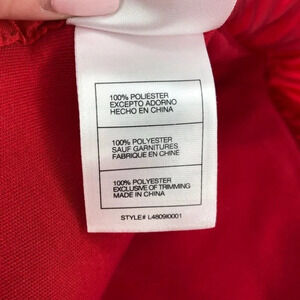 100% POLIESTER
EXCEPTO ADORNO
HECHO EN CHINA
100% POLYESTER
SAUF GARNITURES
FABRIQUE EN CHINE
100% POLYESTER
EXCLUSIVE OF TRIMMING
MADE IN CHINA
STYLE# L4809I0001